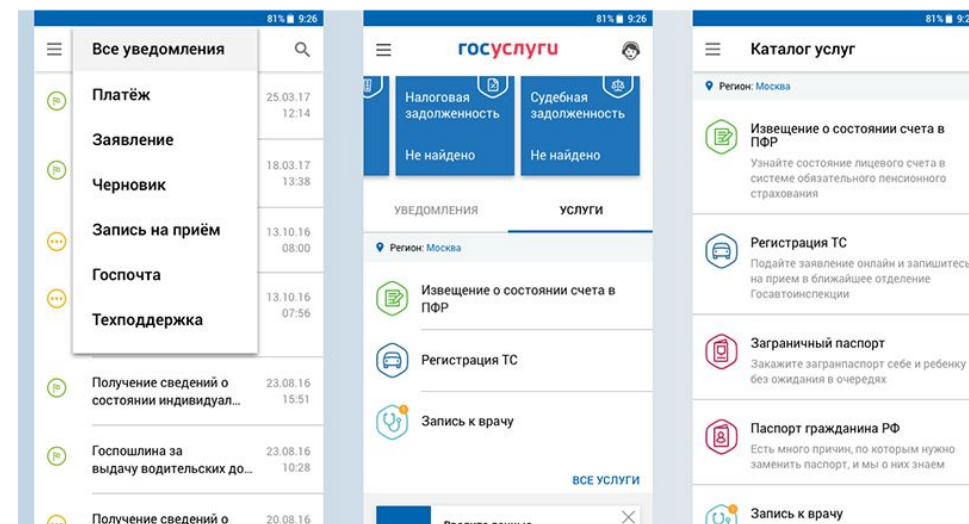 81% 9:26
Все уведомления
Платёж
25.03.17
12:14
Заявление
18.03.17
13:38
Черновик
Запись на приём
13.10.16
08:00
Госпочта
13.10.16
07:56
Техподдержка
Получение сведений о
23.08.16
состоянии индивидуал...
15:51
Госпошлина за
23.08.16
выдачу водительских до...
10:28
Получение сведений о
20.08.16
81% 9:26
госуслуги
Налоговая
задолженность
Не найдено
Судебная
задолженность
Не найдено
УВЕДОМЛЕНИЯ
УСЛУГИ
Регион: Москва
Извещение о состоянии счета в
ПФР
Регистрация ТС
Запись к врачу
ВСЕ УСЛУГИ
81% 9:2
Каталог услуг
Регион: Москва
Извещение о состоянии счета в
ПФР
Узнайте состояние лицевого счета в
системе обязательного пенсионного
страхования
Регистрация ТС
Подайте заявление онлайн и запишитесь
на прием в ближайшее отделение
Госавтоинспекции
Заграничный паспорт
Закажите загранпаспорт себе и ребенку
без ожидания в очередях
Паспорт гражданина РФ
Есть много причин, по которым нужно
заменить паспорт, и мы о них знаем
Запись к врачу